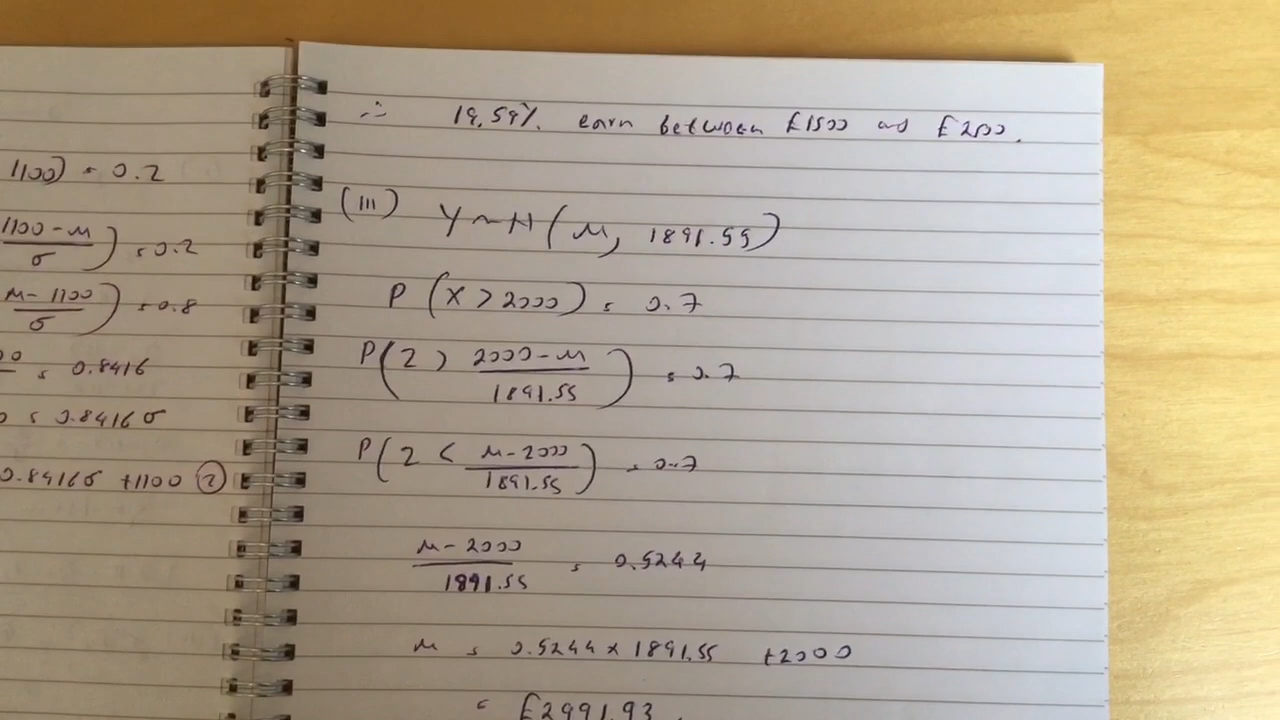 1100) = 0.2
1100 - μ / σ ) = 0.2
μ - 1100 / σ ) = 0.8
= 0.8416
= 0.8416 σ
0.8416σ + 1100 ②
∴ 19.59% earn between £1500 and £2500.
(iii) Y ~ N ( μ, 1891.55 )
P ( X > 2000 ) = 0.7
P ( Z > 2000 - μ / 1891.55 ) = 0.7
P ( Z < μ - 2000 / 1891.55 ) = 0.7
μ - 2000 / 1891.55 = 0.5244
μ = 0.5244 × 1891.55 + 2000
= £2991.93.